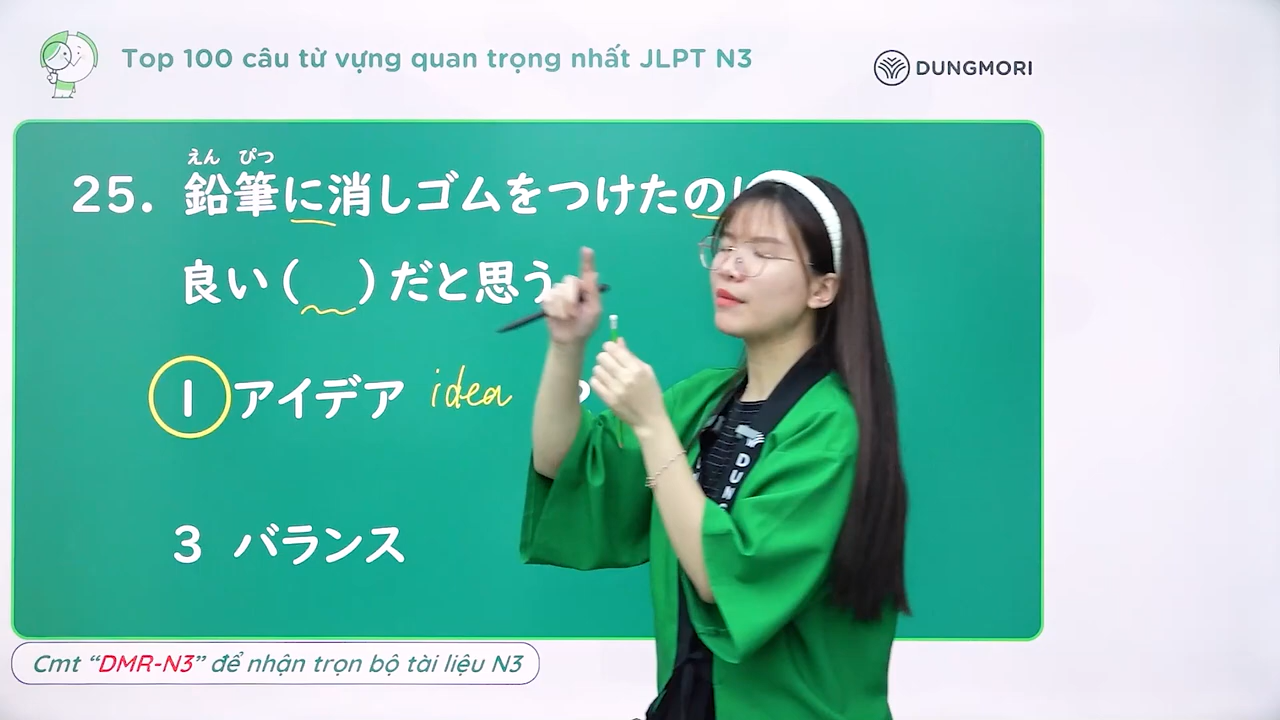 Top 100 câu từ vựng quan trọng nhất JLPT N3
DUNGMORI
えん ぴつ
25. 鉛筆に消しゴムをつけたの
良い( )だと思う
1 アイデア idea
3 バランス
DUNG
Cmt “DMR-N3” để nhận trọn bộ tài liệu N3